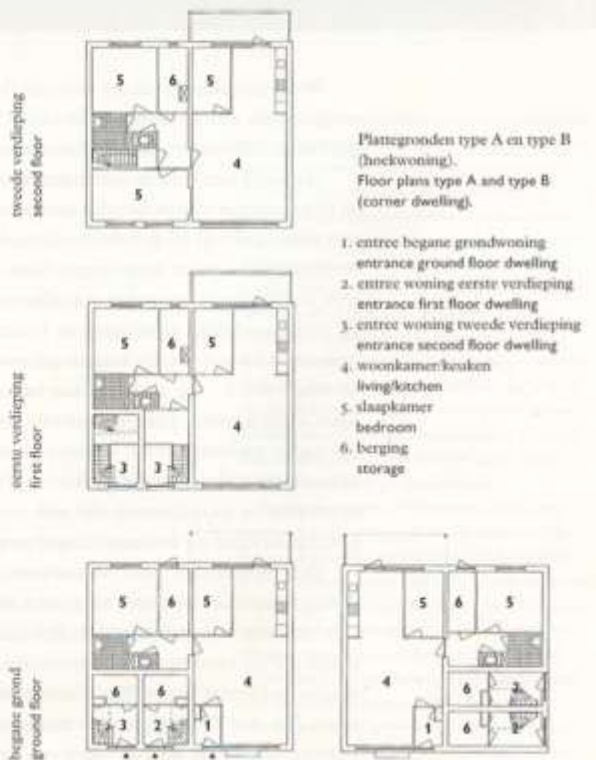 tweede verdieping
second floor
5
6
5
4
5
Plattegronden type A en type B
(hoekwoning).
Floor plans type A and type B
(corner dwelling).
1. entree begane grondwoning
entrance ground floor dwelling
2. entree woning eerste verdieping
entrance first floor dwelling
3. entree woning tweede verdieping
entrance second floor dwelling
4. woonkamer/keuken
living/kitchen
5. slaapkamer
bedroom
6. berging
storage
eerste verdieping
first floor
5
6
5
4
3
3
begane grond
ground floor
5
6
5
6
6
4
3
2
1
5
6
5
4
6
3
1
6
2